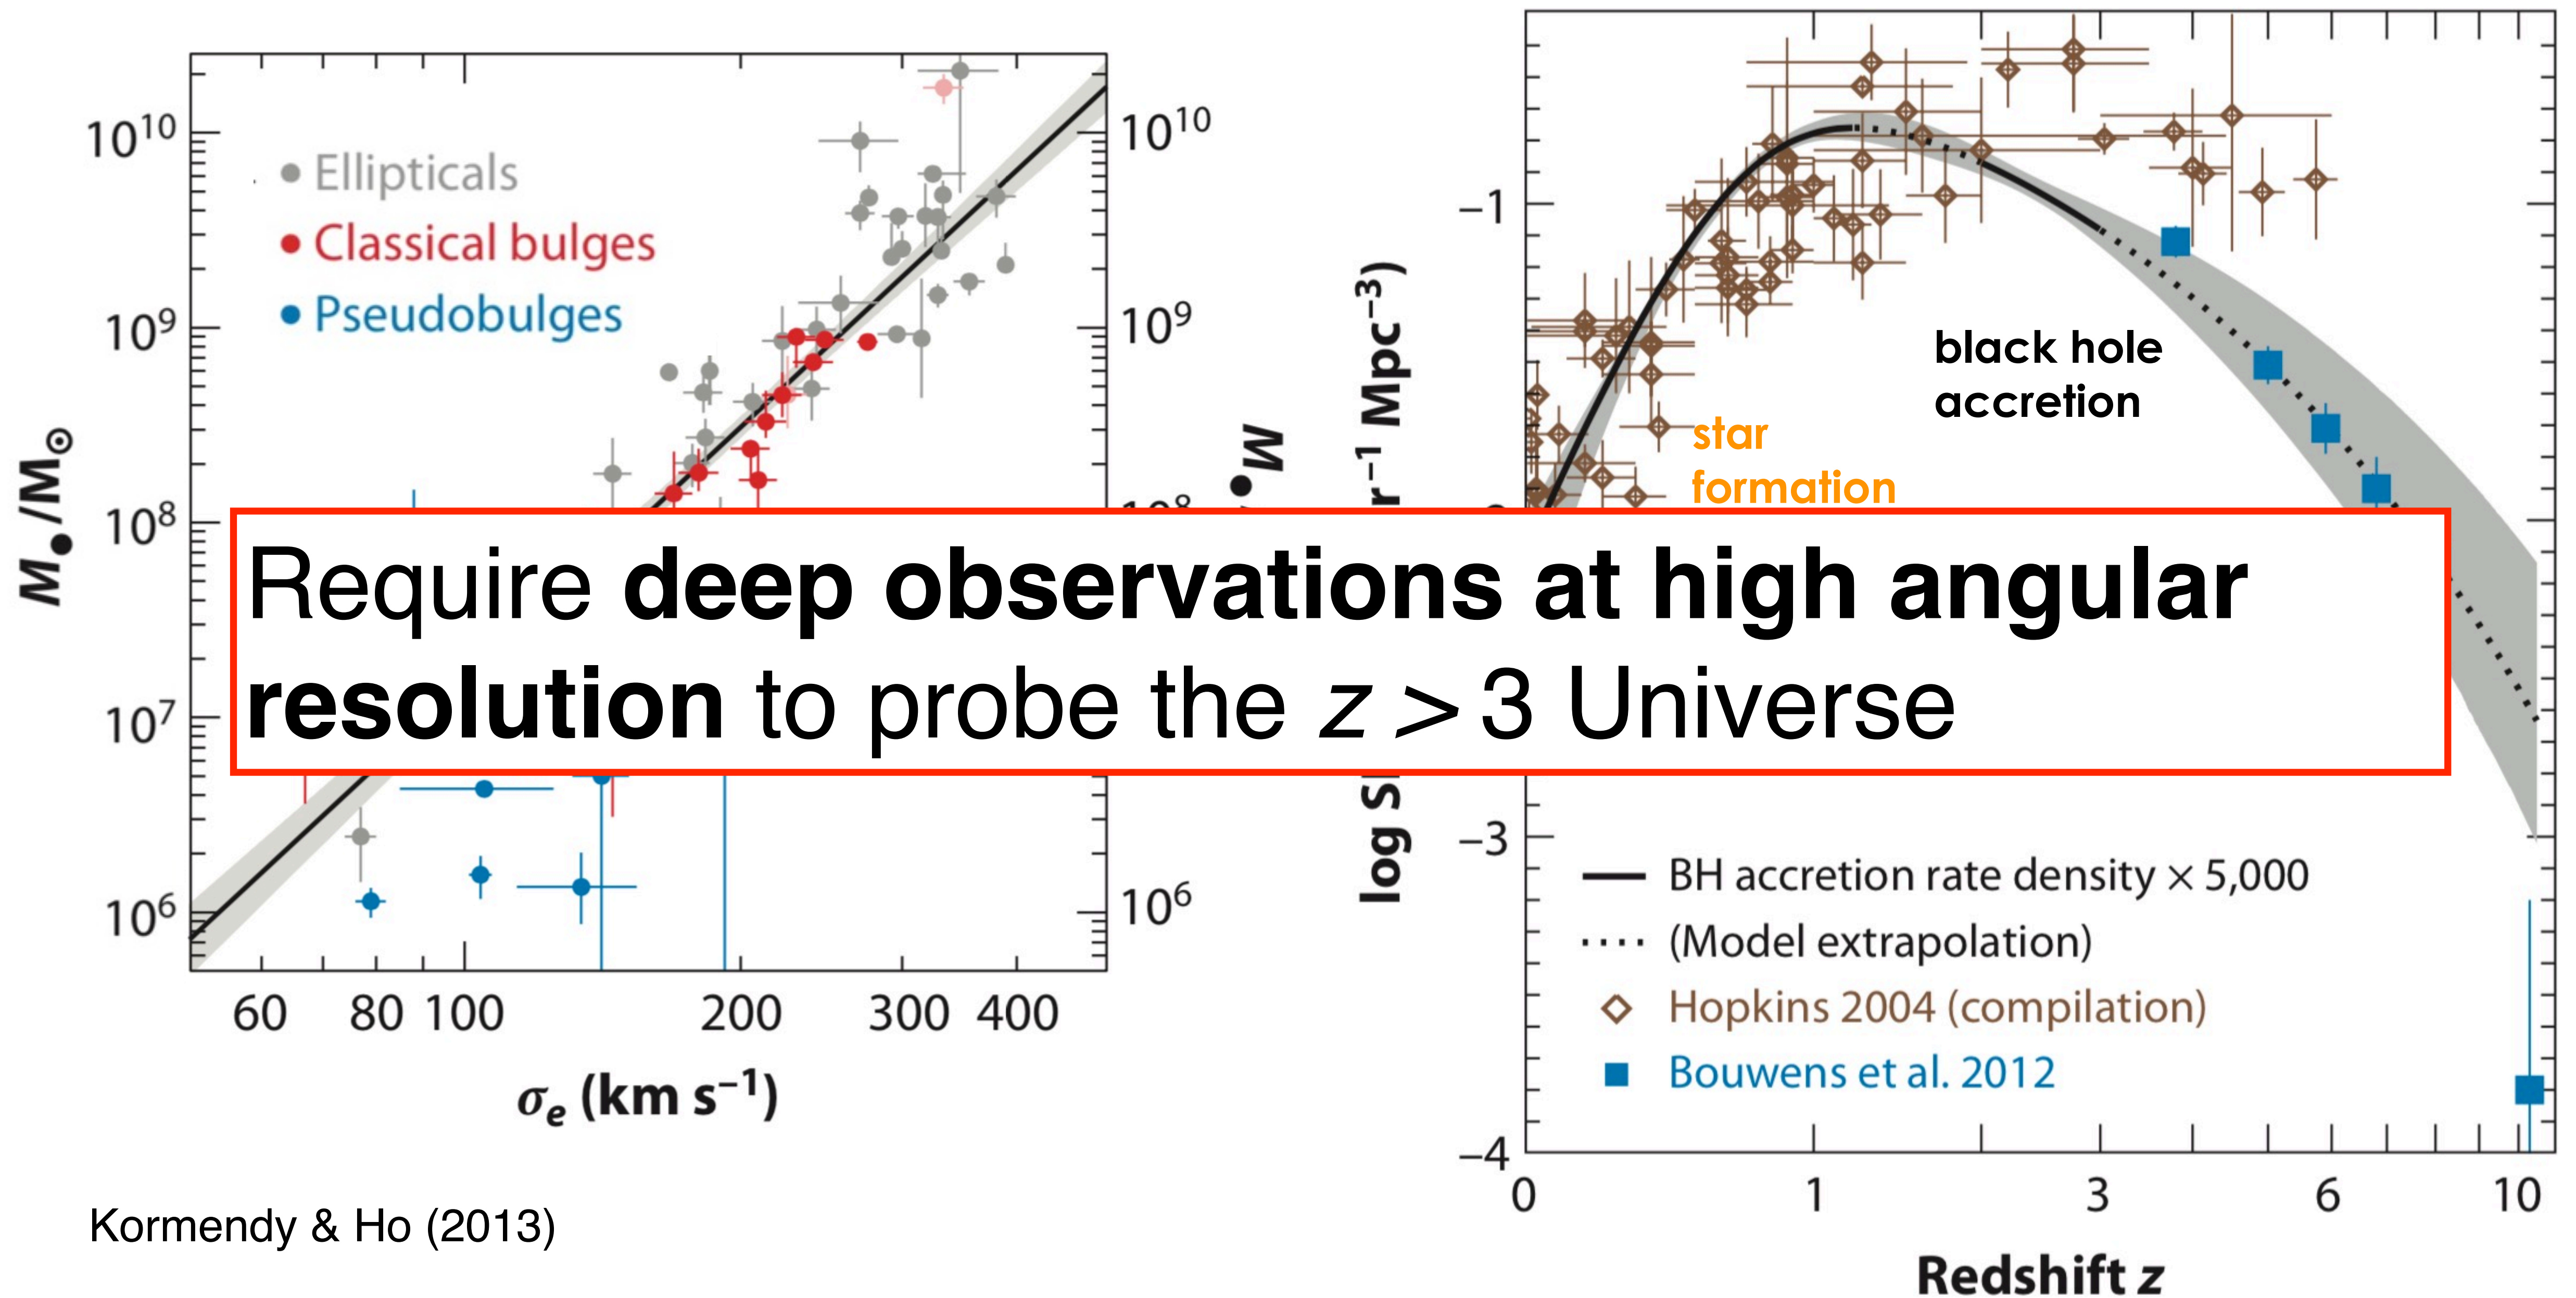 10¹⁰
10⁹
10⁸
10⁷
10⁶
M●/M⊙
Ellipticals
Classical bulges
Pseudobulges
10¹⁰
10⁹
10⁶
M●
60 80 100 200 300 400
σₑ (km s⁻¹)
Kormendy & Ho (2013)
Require deep observations at high angular
resolution to probe the z > 3 Universe
log
r⁻¹ Mpc⁻³)
−1
−3
−4
black hole
accretion
star
formation
BH accretion rate density × 5,000
(Model extrapolation)
Hopkins 2004 (compilation)
Bouwens et al. 2012
0 1 3 6 10
Redshift z